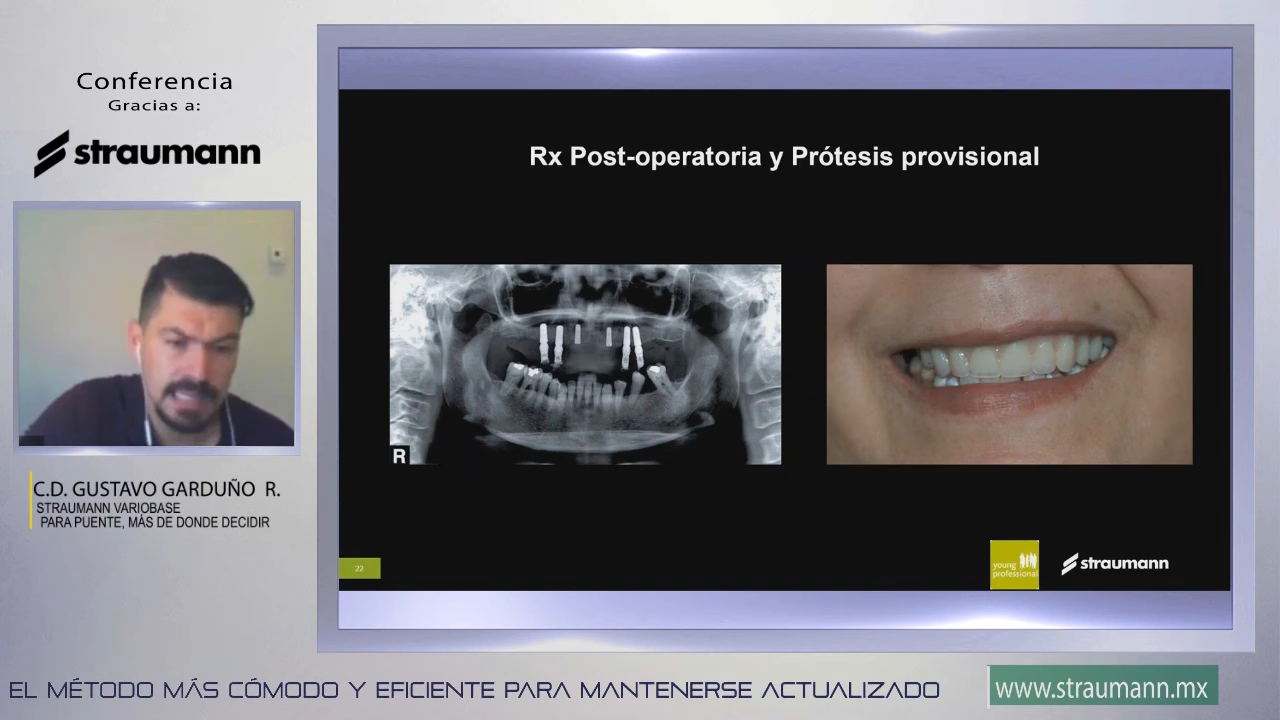 Conferencia
Gracias a:
straumann
C.D. GUSTAVO GARDUÑO R.
STRAUMANN VARIOBASE
PARA PUENTE, MÁS DE DONDE DECIDIR
Rx Post-operatoria y Prótesis provisional
R
22
young
professional
straumann
EL MÉTODO MÁS CÓMODO Y EFICIENTE PARA MANTENERSE ACTUALIZADO
www.straumann.mx